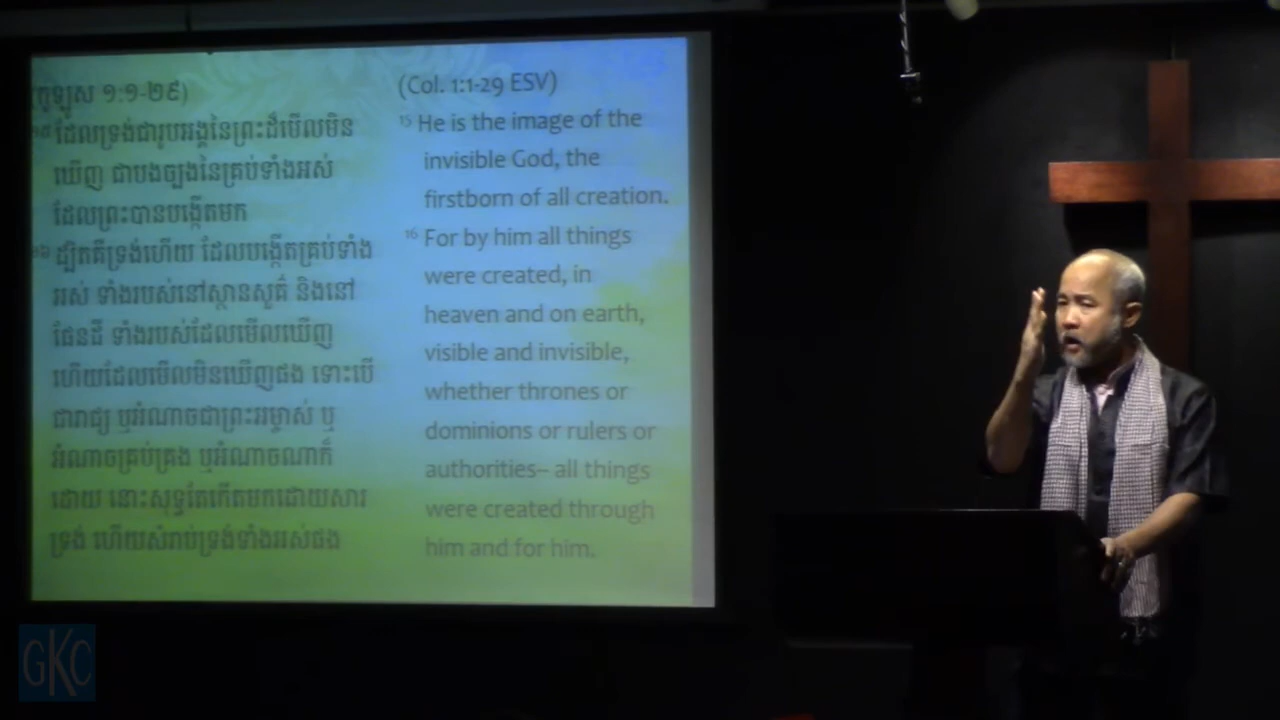 (កូឡុស ១:១-២៩)
១៥ ដែលទ្រង់ជារូបអង្គនៃព្រះដ៏មើលមិន
ឃើញ ជាបងច្បងនៃគ្រប់ទាំងអស់
ដែលព្រះបានបង្កើតមក
១៦ ដ្បិតគឺទ្រង់ហើយ ដែលបង្កើតគ្រប់ទាំង
អស់ ទាំងរបស់នៅស្ថានសួគ៌ និងនៅ
ផែនដី ទាំងរបស់ដែលមើលឃើញ
ហើយដែលមើលមិនឃើញផង ទោះបើ
ជារាជ្យ ឬអំណាចជាព្រះអម្ចាស់ ឬ
អំណាចគ្រប់គ្រង ឬអំណាចណាក៏
ដោយ នោះសុទ្ធតែកើតមកដោយសារ
ទ្រង់ ហើយសំរាប់ទ្រង់ទាំងអស់ផង
(Col. 1:1-29 ESV)
15 He is the image of the
invisible God, the
firstborn of all creation.
16 For by him all things
were created, in
heaven and on earth,
visible and invisible,
whether thrones or
dominions or rulers or
authorities– all things
were created through
him and for him.
GKC